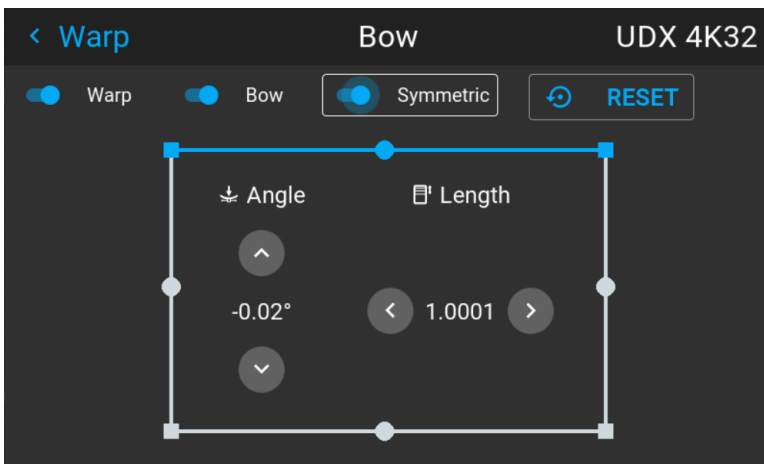 Warp Bow UDX 4K32
Warp Bow Symmetric RESET
Angle Length
-0.02° 1.0001